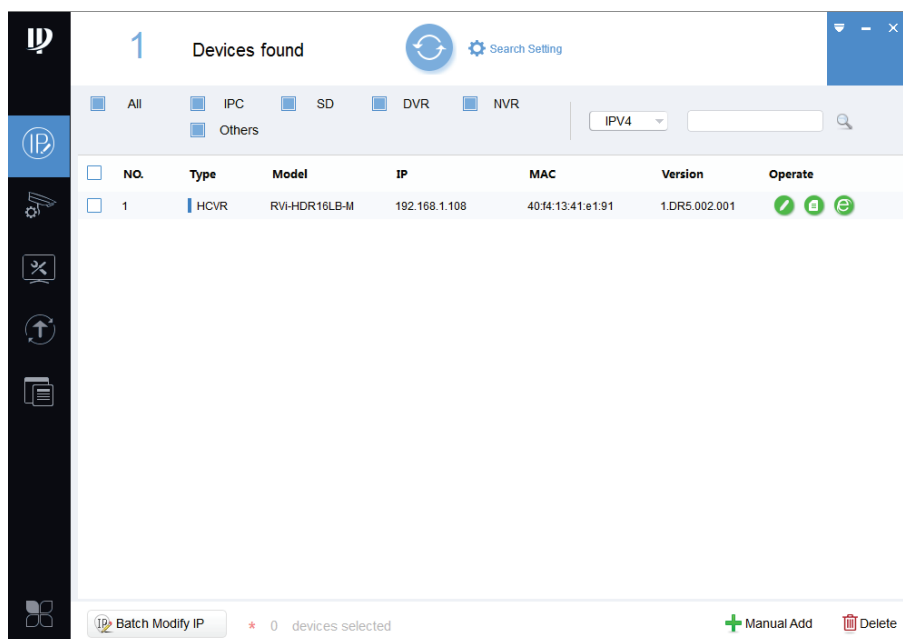 1 Devices found Search Setting
All IPC SD DVR NVR
Others
IPV4
NO. Type Model IP MAC Version Operate
1 HCVR RVi-HDR16LB-M 192.168.1.108 40:f4:13:41:e1:91 1.DR5.002.001
Batch Modify IP * 0 devices selected Manual Add Delete